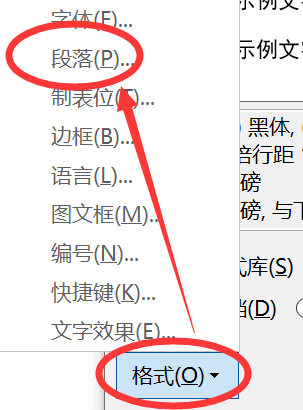 字体(F)...
段落(P)...
制表位(T)...
边框(B)...
语言(L)...
图文框(M)...
编号(N)...
快捷键(K)...
文字效果(E)...
格式(O)
示例文字
示例文
黑体,
倍行距
磅
磅, 与下
式库(S)
档(D)